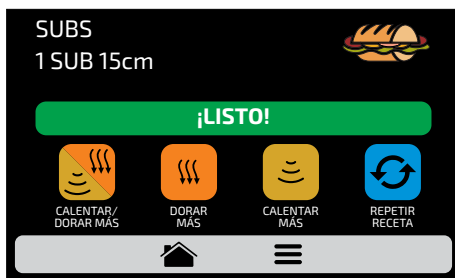 SUBS
1 SUB 15cm
¡LISTO!
CALENTAR/
DORAR MÁS
DORAR
MÁS
CALENTAR
MÁS
REPETIR
RECETA